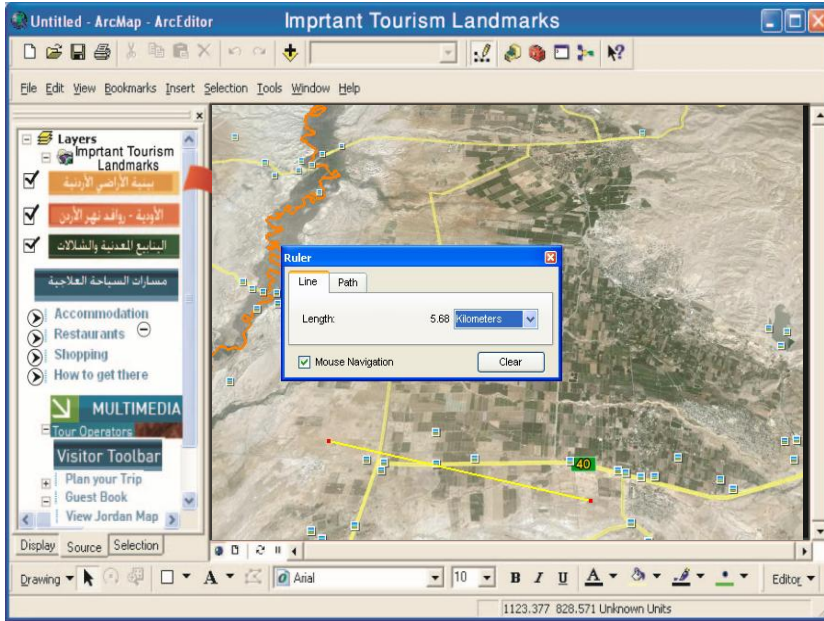 Untitled - ArcMap - ArcEditor Imprtant Tourism Landmarks
File Edit View Bookmarks Insert Selection Tools Window Help
Layers
Imprtant Tourism
Landmarks
بينية الأراضي الأردنية
الأودية - روافد نهر الأردن
الينابيع المعدنية والشلالات
مسارات السياحة العلاجية
Accommodation
Restaurants
Shopping
How to get there
MULTIMEDIA
Tour Operators
Visitor Toolbar
Plan your Trip
Guest Book
View Jordan Map
Display Source Selection
Ruler
Line Path
Length: 5.68 Kilometers
Mouse Navigation Clear
40
Drawing A Arial 10 B I U A Editor
1123.377 828.571 Unknown Units